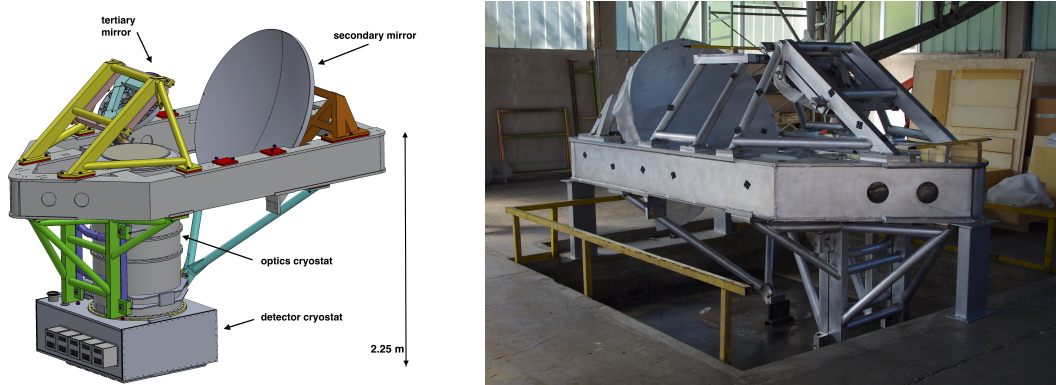 tertiary
mirror
secondary mirror
optics cryostat
detector cryostat
2.25 m